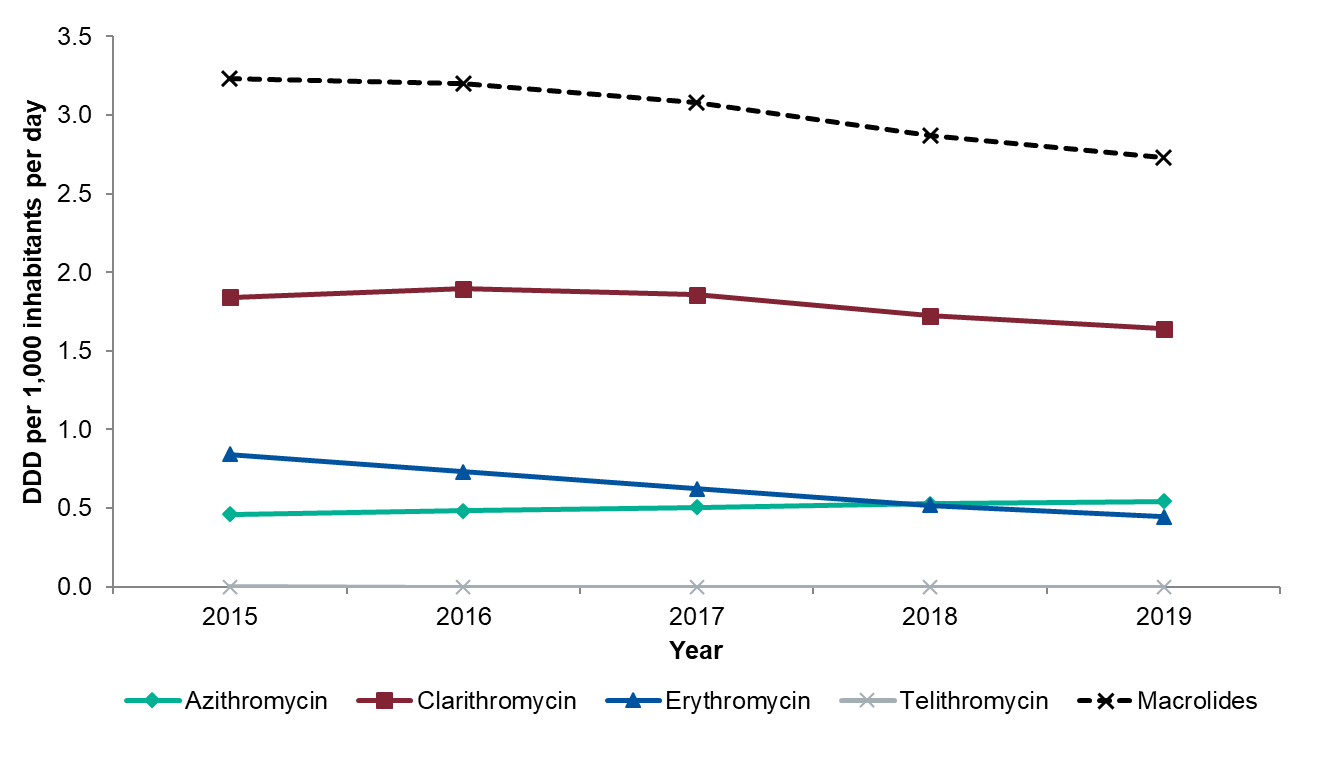 DDD per 1,000 inhabitants per day
3.5
3.0
2.5
2.0
1.5
1.0
0.5
0.0
2015 2016 2017 2018 2019
Year
Azithromycin Clarithromycin Erythromycin Telithromycin Macrolides